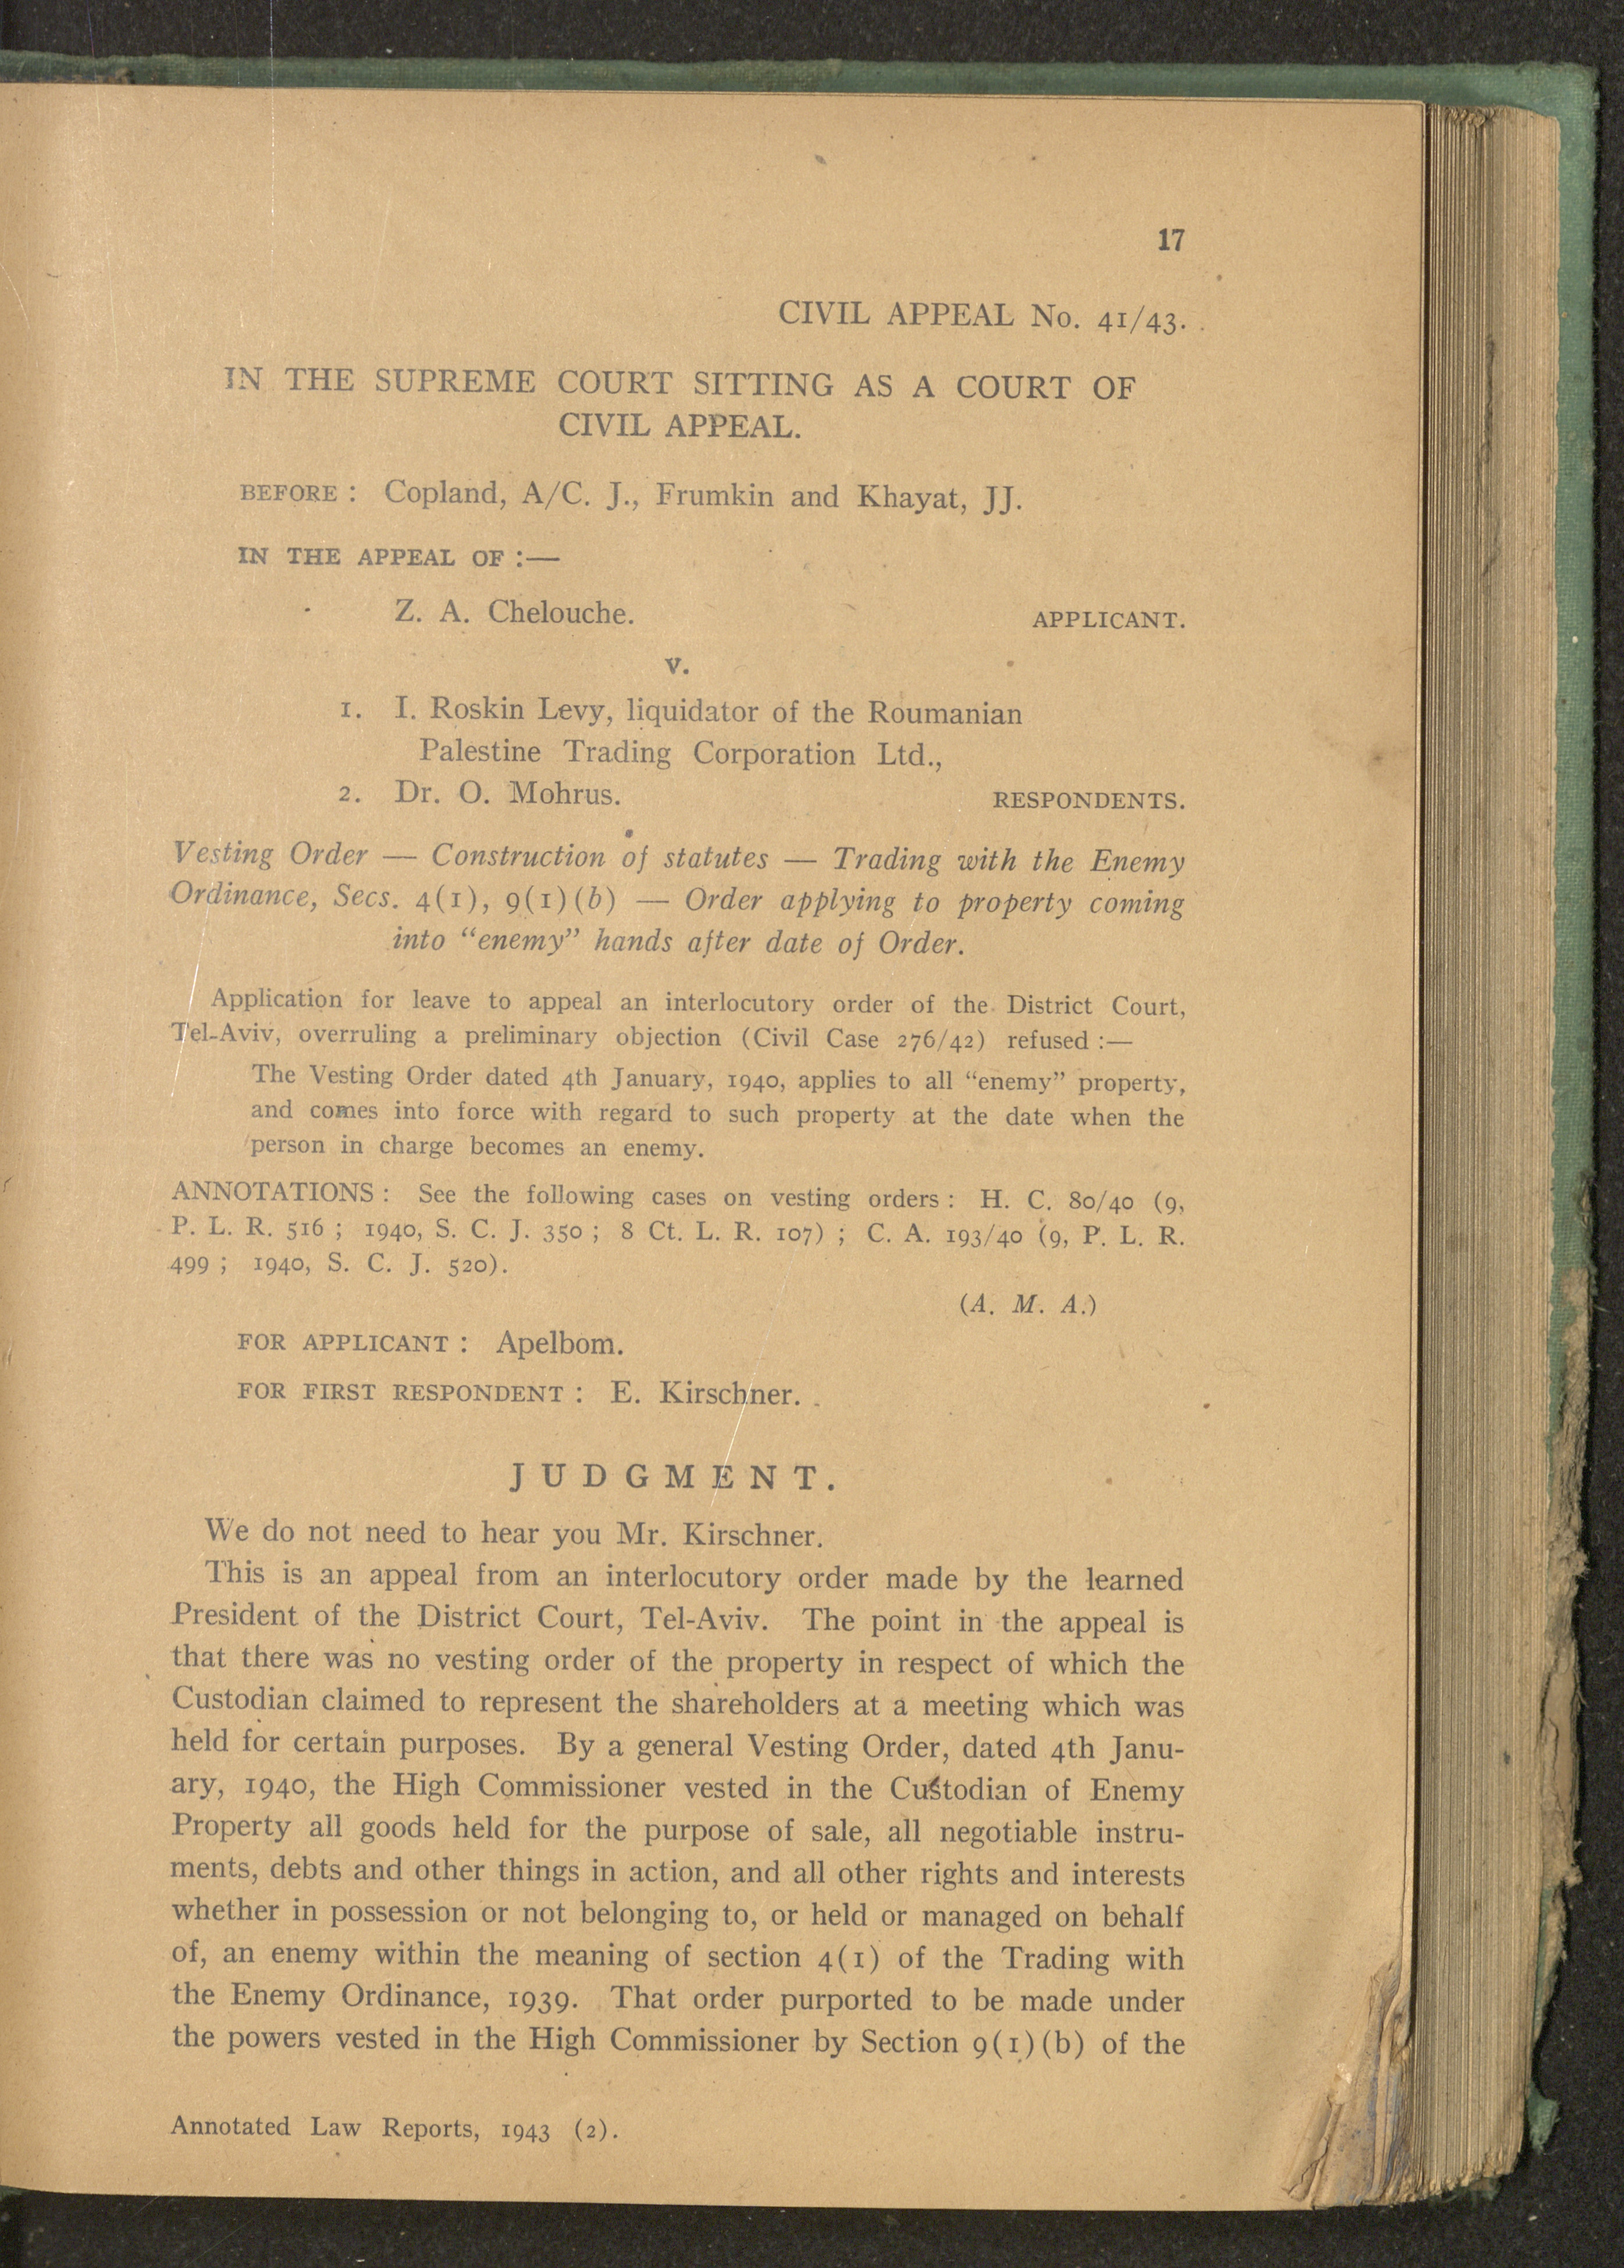 17
CIVIL APPEAL No. 41/43.
IN THE SUPREME COURT SITTING AS A COURT OF
CIVIL APPEAL.
BEFORE : Copland, A/C. J., Frumkin and Khayat, JJ.
IN THE APPEAL OF :—
Z. A. Chelouche. APPLICANT.
v.
1. I. Roskin Levy, liquidator of the Roumanian
Palestine Trading Corporation Ltd.,
2. Dr. O. Mohrus. RESPONDENTS.
Vesting Order — Construction of statutes — Trading with the Enemy
Ordinance, Secs. 4(1), 9(1)(b) — Order applying to property coming
into “enemy” hands after date of Order.
Application for leave to appeal an interlocutory order of the District Court,
Tel-Aviv, overruling a preliminary objection (Civil Case 276/42) refused :—
The Vesting Order dated 4th January, 1940, applies to all “enemy” property,
and comes into force with regard to such property at the date when the
person in charge becomes an enemy.
ANNOTATIONS : See the following cases on vesting orders : H. C. 80/40 (9,
P. L. R. 516 ; 1940, S. C. J. 350 ; 8 Ct. L. R. 107) ; C. A. 193/40 (9, P. L. R.
499 ; 1940, S. C. J. 520).
(A. M. A.)
FOR APPLICANT : Apelbom.
FOR FIRST RESPONDENT : E. Kirschner.
JUDGMENT.
We do not need to hear you Mr. Kirschner.
This is an appeal from an interlocutory order made by the learned
President of the District Court, Tel-Aviv. The point in the appeal is
that there was no vesting order of the property in respect of which the
Custodian claimed to represent the shareholders at a meeting which was
held for certain purposes. By a general Vesting Order, dated 4th Janu-
ary, 1940, the High Commissioner vested in the Custodian of Enemy
Property all goods held for the purpose of sale, all negotiable instru-
ments, debts and other things in action, and all other rights and interests
whether in possession or not belonging to, or held or managed on behalf
of, an enemy within the meaning of section 4(1) of the Trading with
the Enemy Ordinance, 1939. That order purported to be made under
the powers vested in the High Commissioner by Section 9(1)(b) of the
Annotated Law Reports, 1943 (2).